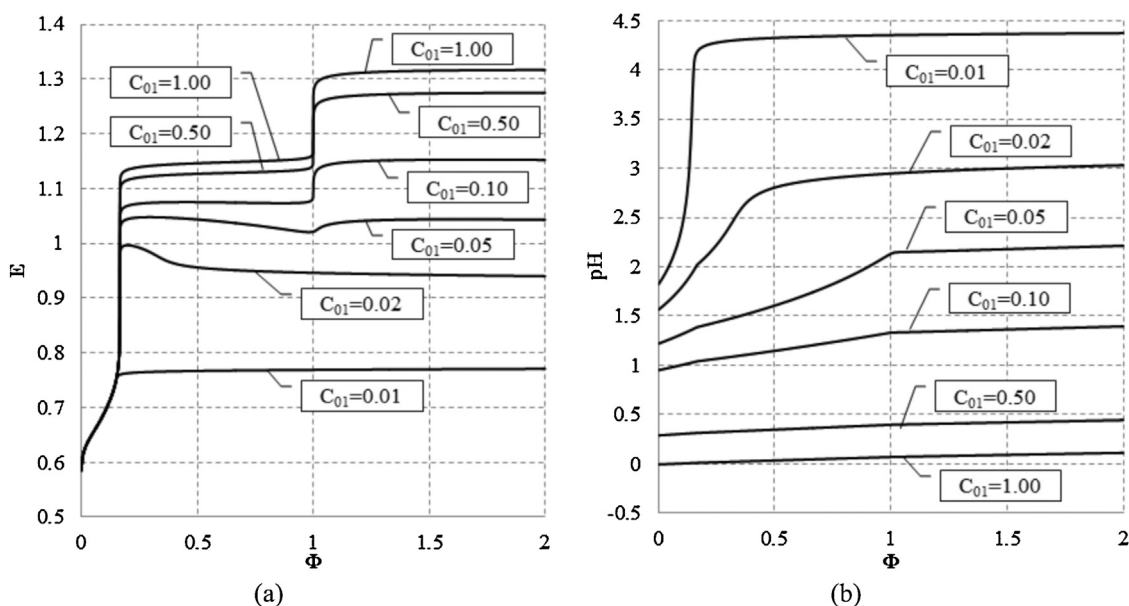 1.4
1.3
1.2
1.1
1
0.9
0.8
0.7
0.6
0.5
E
C01=1.00
C01=1.00
C01=0.50
C01=0.50
C01=0.10
C01=0.05
C01=0.02
C01=0.01
0 0.5 1 1.5 2
Φ
(a)
4.5
4
3.5
3
2.5
2
1.5
1
0.5
0
-0.5
pH
C01=0.01
C01=0.02
C01=0.05
C01=0.10
C01=0.50
C01=1.00
0 0.5 1 1.5 2
Φ
(b)